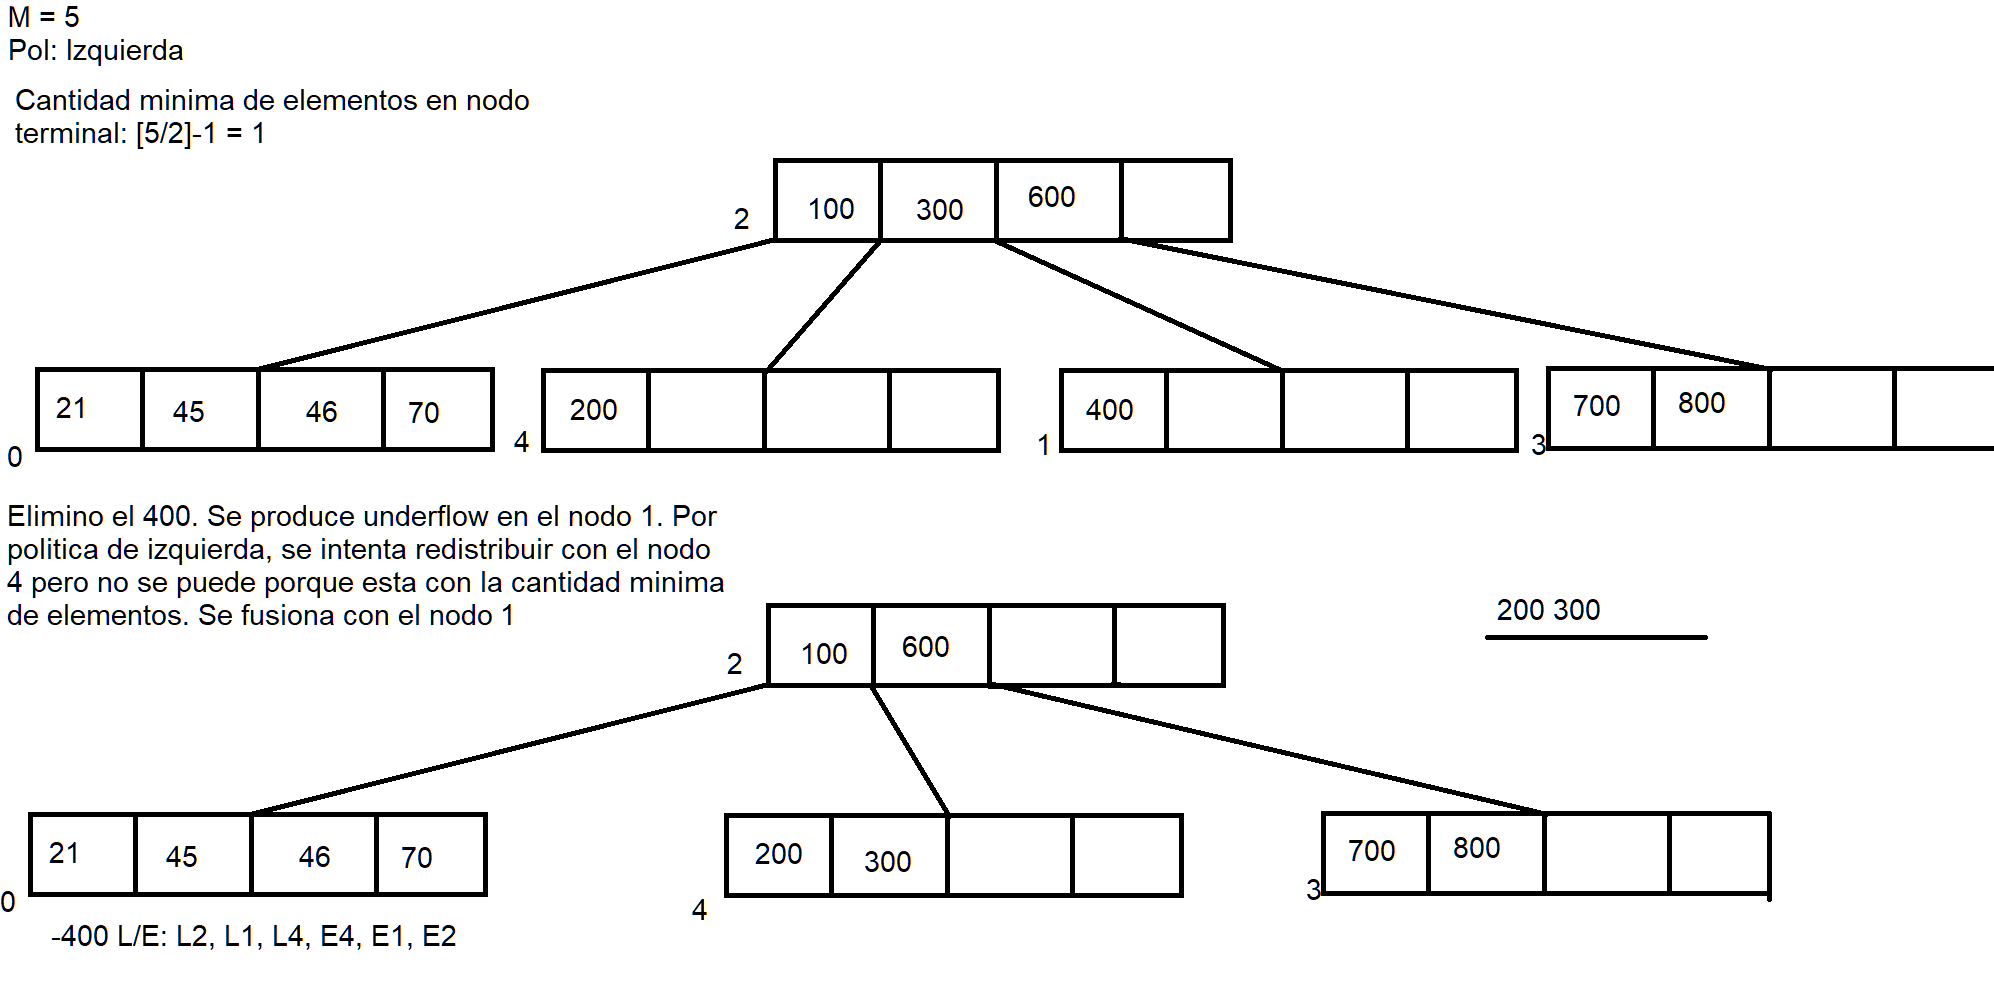 M = 5
Pol: Izquierda
Cantidad minima de elementos en nodo
terminal: [5/2]-1 = 1
2 100 300 600
0 21 45 46 70 4 200 1 400 3 700 800
Elimino el 400. Se produce underflow en el nodo 1. Por
politica de izquierda, se intenta redistribuir con el nodo
4 pero no se puede porque esta con la cantidad minima
de elementos. Se fusiona con el nodo 1
200 300
2 100 600
0 21 45 46 70 4 200 300 3 700 800
-400 L/E: L2, L1, L4, E4, E1, E2